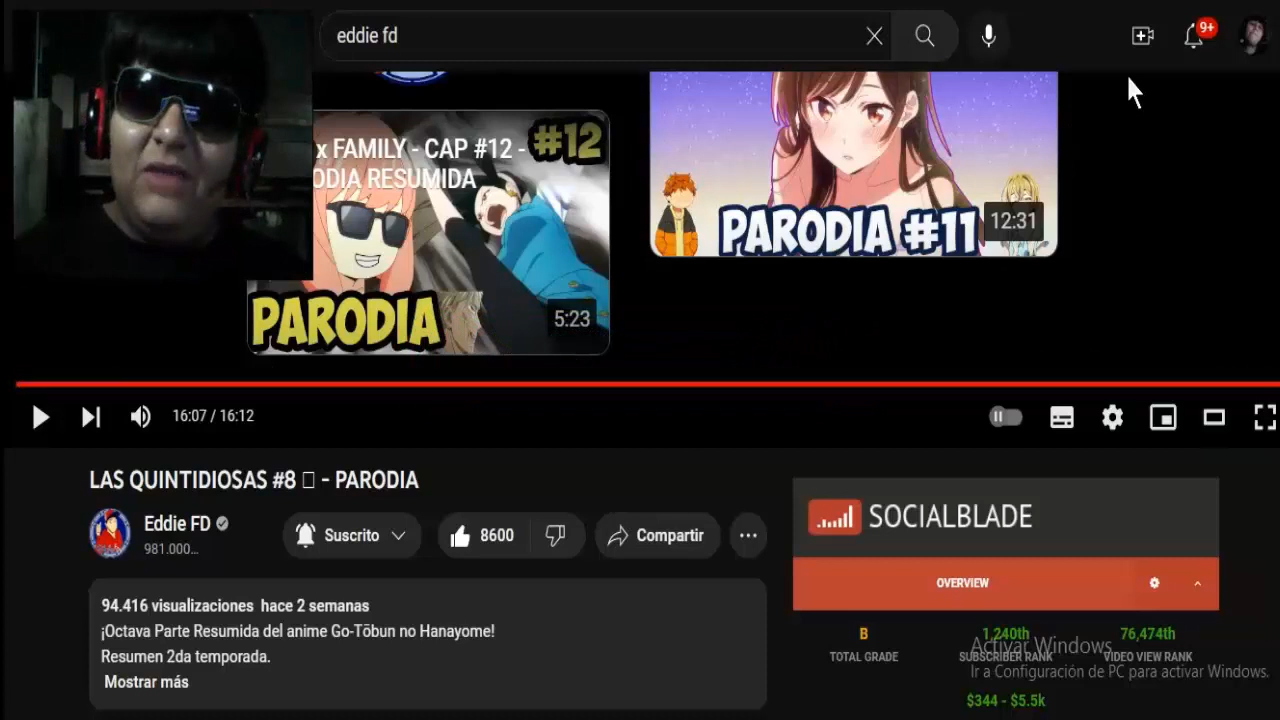 eddie fd
9+
x FAMILY - CAP #12 -
#12
ODIA RESUMIDA
PARODIA
5:23
PARODIA #11
12:31
16:07 / 16:12
LAS QUINTIDIOSAS #8 - PARODIA
Eddie FD
981.000...
Suscrito
8600
Compartir
94.416 visualizaciones hace 2 semanas
¡Octava Parte Resumida del anime Go-Tōbun no Hanayome!
Resumen 2da temporada.
Mostrar más
SOCIALBLADE
OVERVIEW
B
TOTAL GRADE
1,240th
SUBSCRIBER RANK
76,474th
VIDEO VIEW RANK
$344 - $5.5k
Activar Windows
Ir a Configuración de PC para activar Windows.